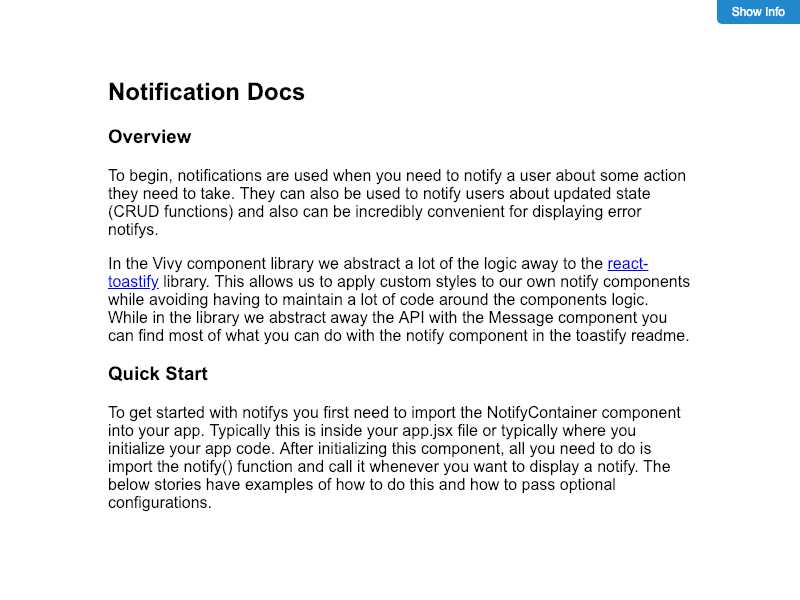 Show Info
Notification Docs
Overview
To begin, notifications are used when you need to notify a user about some action
they need to take. They can also be used to notify users about updated state
(CRUD functions) and also can be incredibly convenient for displaying error
notifys.
In the Vivy component library we abstract a lot of the logic away to the react-
toastify library. This allows us to apply custom styles to our own notify components
while avoiding having to maintain a lot of code around the components logic.
While in the library we abstract away the API with the Message component you
can find most of what you can do with the notify component in the toastify readme.
Quick Start
To get started with notifys you first need to import the NotifyContainer component
into your app. Typically this is inside your app.jsx file or typically where you
initialize your app code. After initializing this component, all you need to do is
import the notify() function and call it whenever you want to display a notify. The
below stories have examples of how to do this and how to pass optional
configurations.